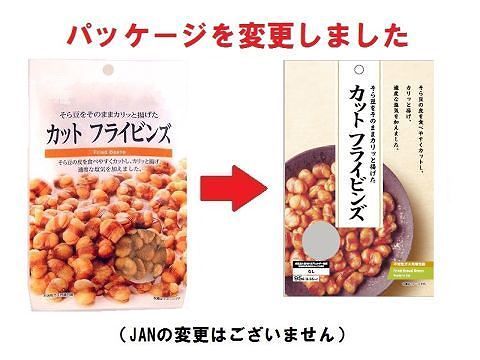 パッケージを変更しました
そら豆をそのままカリッと揚げた
カット フライビンズ
Fried Beans
そら豆の皮を食べやすくカットし、カリッと揚げ、
適度な塩気を加えました。
そら豆の皮を食べやすくカットし、
カリッと揚げ、
適度な塩気を加えました。
そら豆をそのままカリッと揚げた
カット フライビンズ
Fried Broad Beans
（JANの変更はございません）